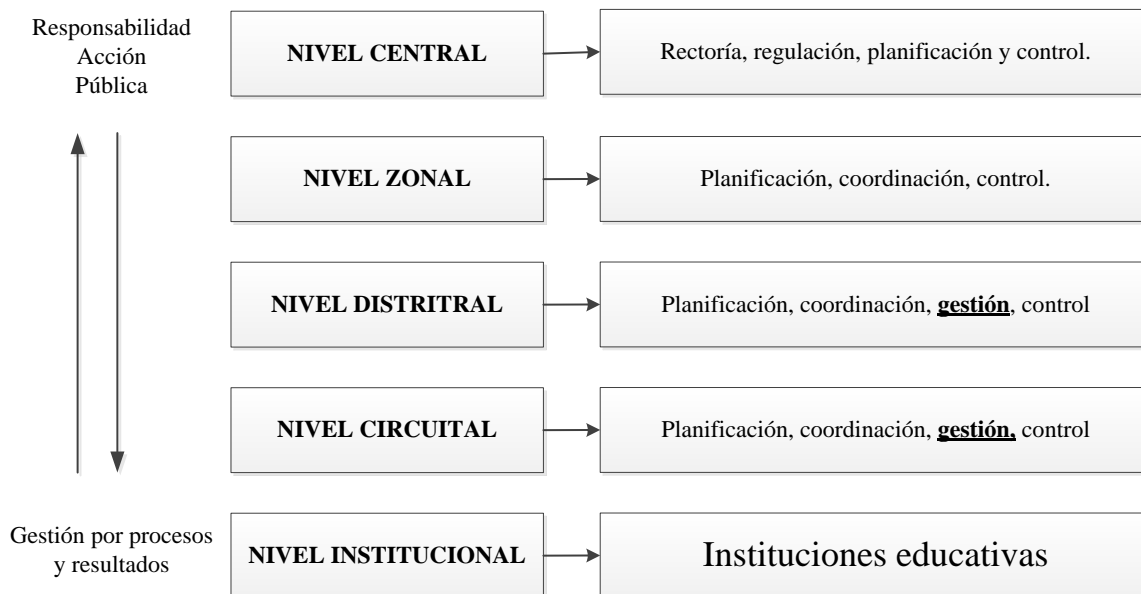 Responsabilidad
Acción
Pública
NIVEL CENTRAL
Rectoría, regulación, planificación y control.
NIVEL ZONAL
Planificación, coordinación, control.
NIVEL DISTRITRAL
Planificación, coordinación, gestión, control
NIVEL CIRCUITAL
Planificación, coordinación, gestión, control
Gestión por procesos
y resultados
NIVEL INSTITUCIONAL
Instituciones educativas